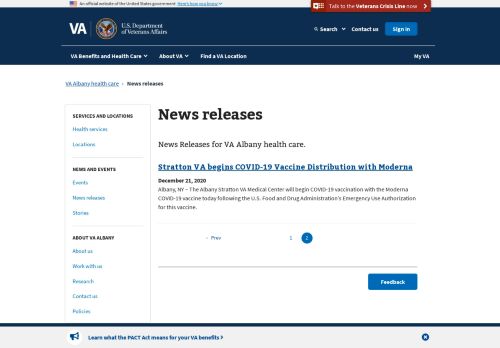 An official website of the United States government Here's how you know
Talk to the Veterans Crisis Line now
VA
U.S. Department
of Veterans Affairs
Search
Contact us
Sign in
VA Benefits and Health Care
About VA
Find a VA Location
My VA
VA Albany health care › News releases
SERVICES AND LOCATIONS
Health services
Locations
NEWS AND EVENTS
Events
News releases
Stories
ABOUT VA ALBANY
About us
Work with us
Research
Contact us
Policies
News releases
News Releases for VA Albany health care.
Stratton VA begins COVID-19 Vaccine Distribution with Moderna
December 21, 2020
Albany, NY – The Albany Stratton VA Medical Center will begin COVID-19 vaccination with the Moderna
COVID-19 vaccine today following the U.S. Food and Drug Administration's Emergency Use Authorization
for this vaccine.
Prev 1 2
Feedback
Learn what the PACT Act means for your VA benefits